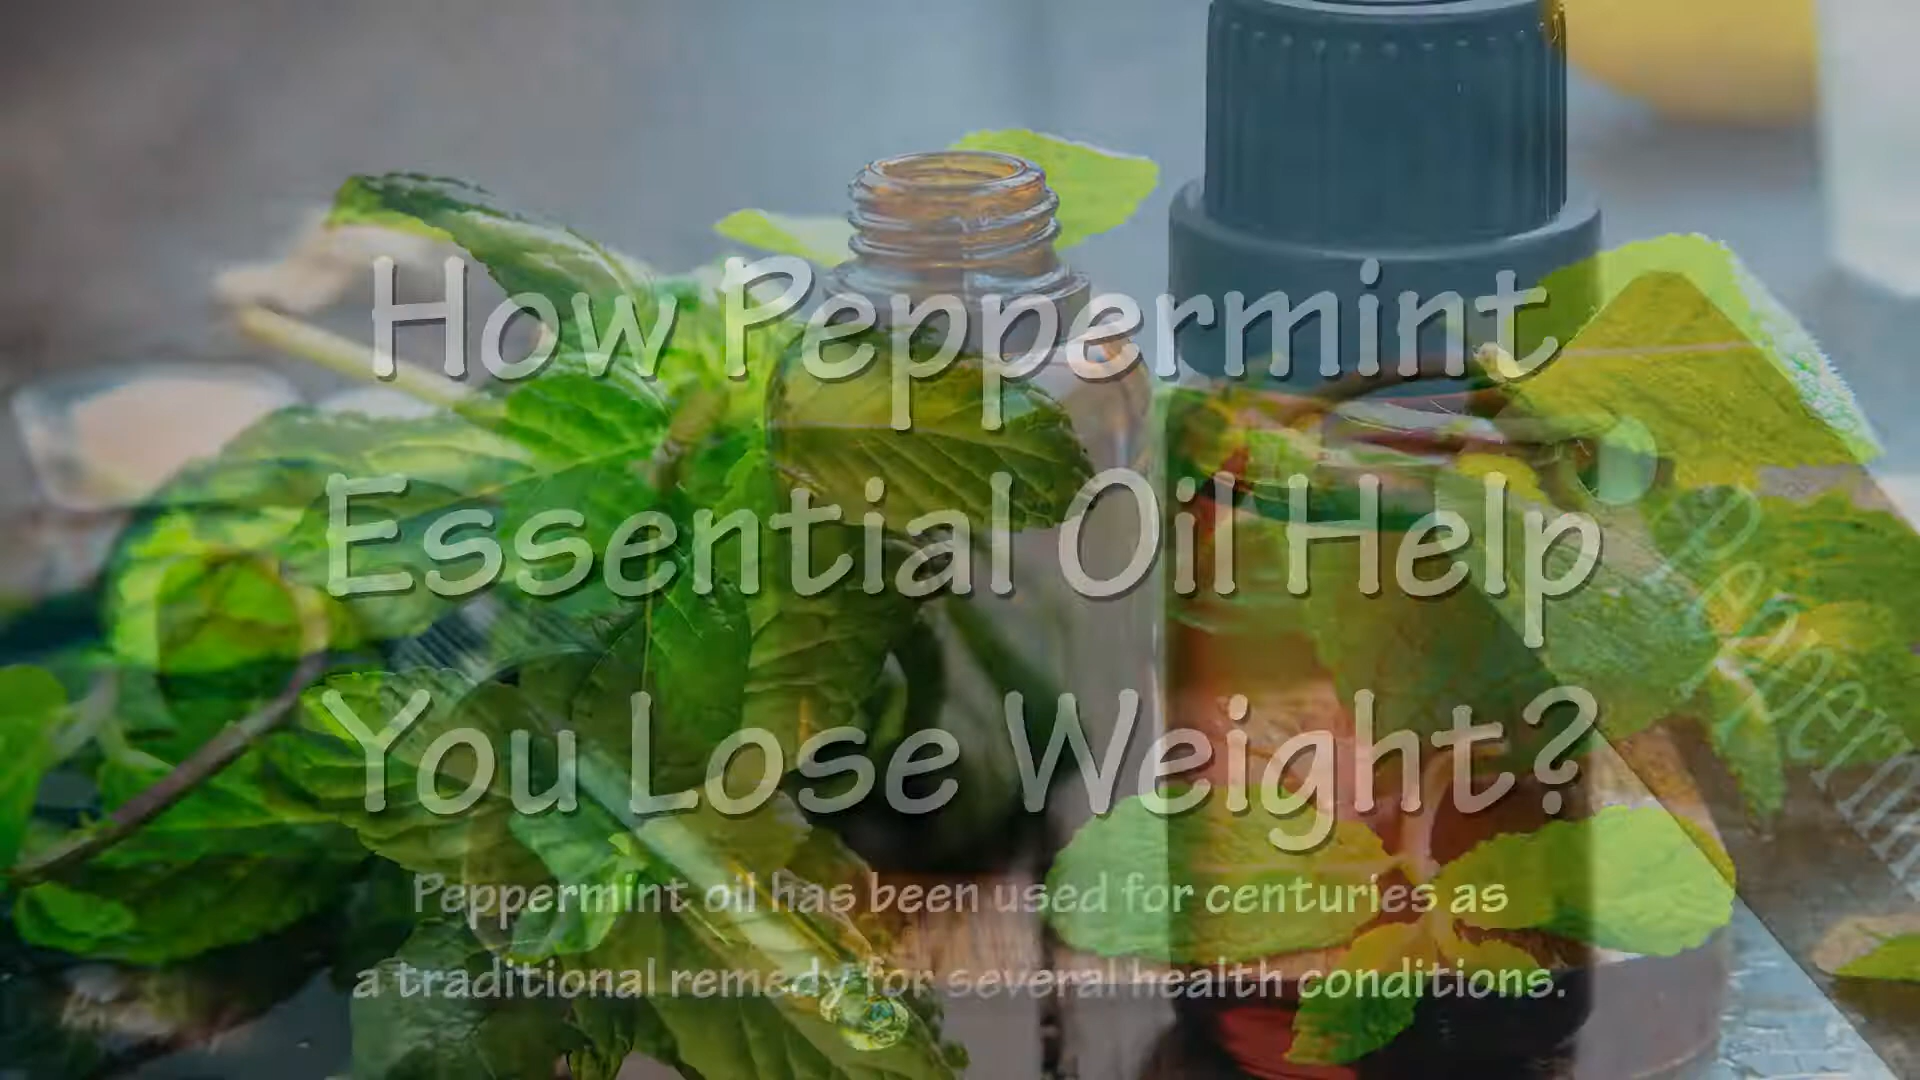 How Peppermint
Essential Oil Help
You Lose Weight?
Peppermint oil has been used for centuries as
a traditional remedy for several health conditions.